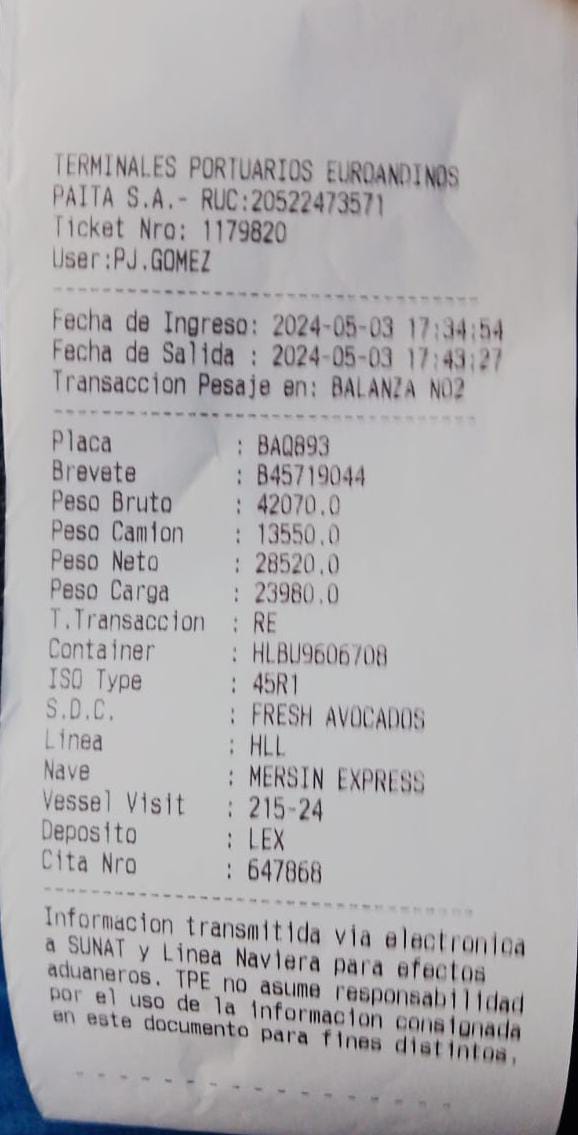 TERMINALES PORTUARIOS EUROANDINOS
PAITA S.A.- RUC:20522473571
Ticket Nro: 1179820
User:PJ.GOMEZ
Fecha de Ingreso: 2024-05-03 17:34:54
Fecha de Salida : 2024-05-03 17:43:27
Transaccion Pesaje en: BALANZA NO2
Placa : BAQ893
Brevete : B45719044
Peso Bruto : 42070.0
Peso Camion : 13550.0
Peso Neto : 28520.0
Peso Carga : 23980.0
T.Transaccion : RE
Container : HLBU9606708
ISO Type : 45R1
S.D.C. : FRESH AVOCADOS
Linea : HLL
Nave : MERSIN EXPRESS
Vessel Visit : 215-24
Deposito : LEX
Cita Nro : 647868
Informacion transmitida via electronica
a SUNAT y Linea Naviera para efectos
aduaneros. TPE no asume responsabilidad
por el uso de la informacion consignada
en este documento para fines distintos.